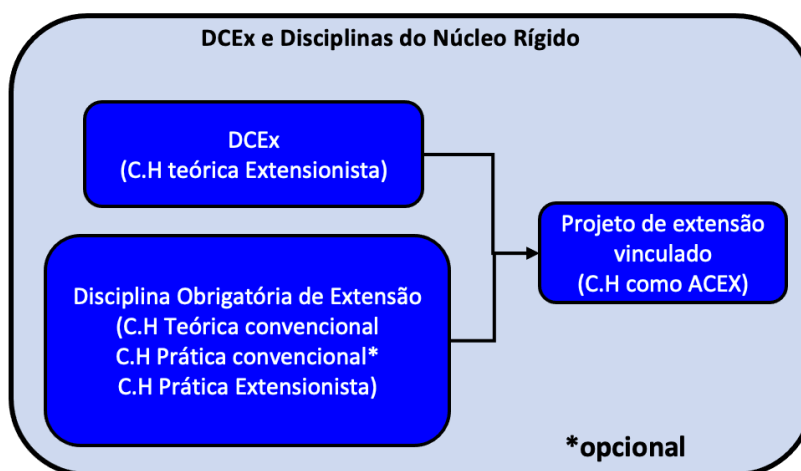 DCEx e Disciplinas do Núcleo Rígido
DCEx
(C.H teórica Extensionista)
Disciplina Obrigatória de Extensão
(C.H Teórica convencional
C.H Prática convencional*
C.H Prática Extensionista)
Projeto de extensão
vinculado
(C.H como ACEX)
*opcional